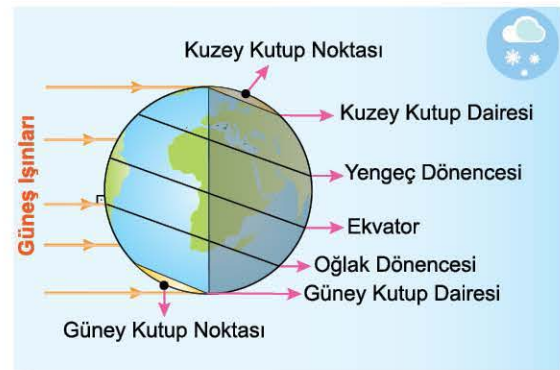 Kuzey Kutup Noktası
Kuzey Kutup Dairesi
Yengeç Dönencesi
Ekvator
Oğlak Dönencesi
Güney Kutup Dairesi
Güney Kutup Noktası
Güneş Işınları